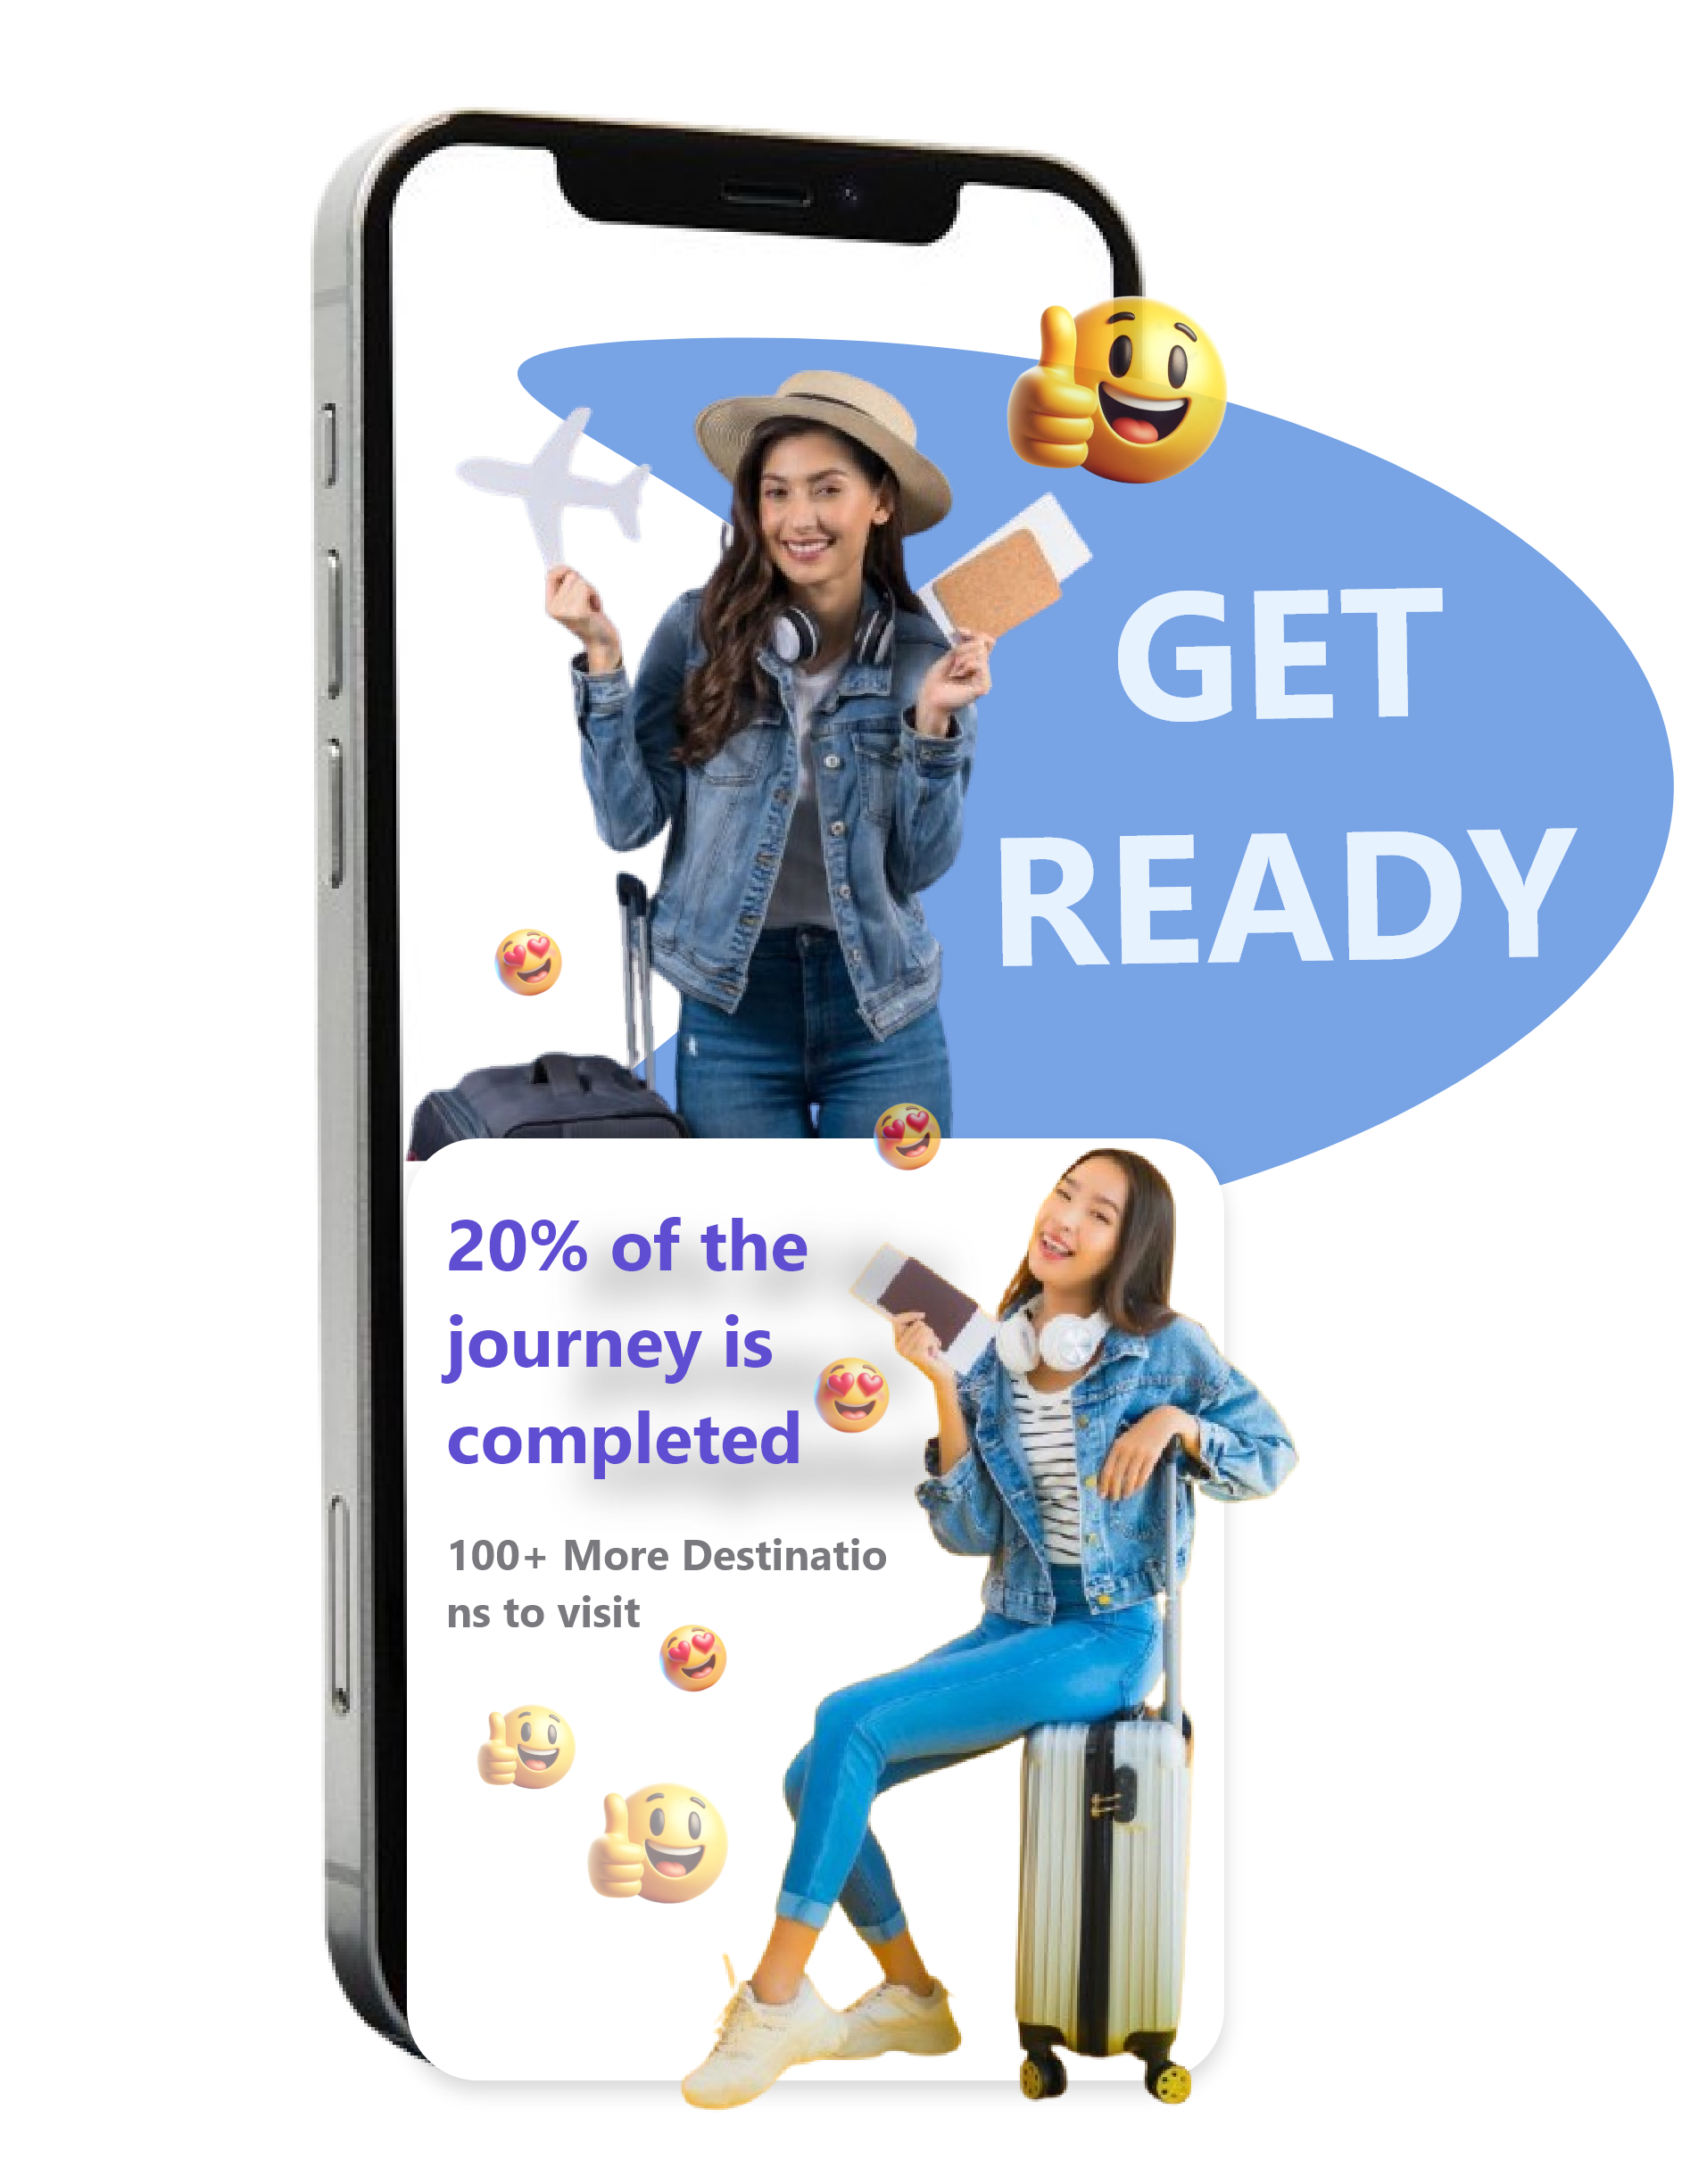 GET
READY
20% of the
journey is
completed
100+ More Destinatio
ns to visit